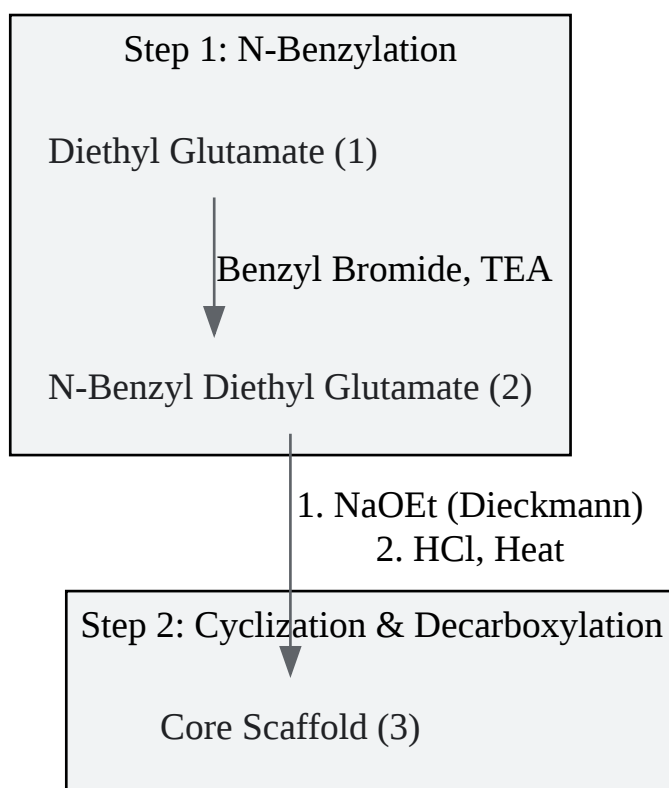 Step 1: N-Benzylation
Diethyl Glutamate (1)
Benzyl Bromide, TEA
N-Benzyl Diethyl Glutamate (2)
1. NaOEt (Dieckmann)
2. HCl, Heat
Step 2: Cyclization & Decarboxylation
Core Scaffold (3)